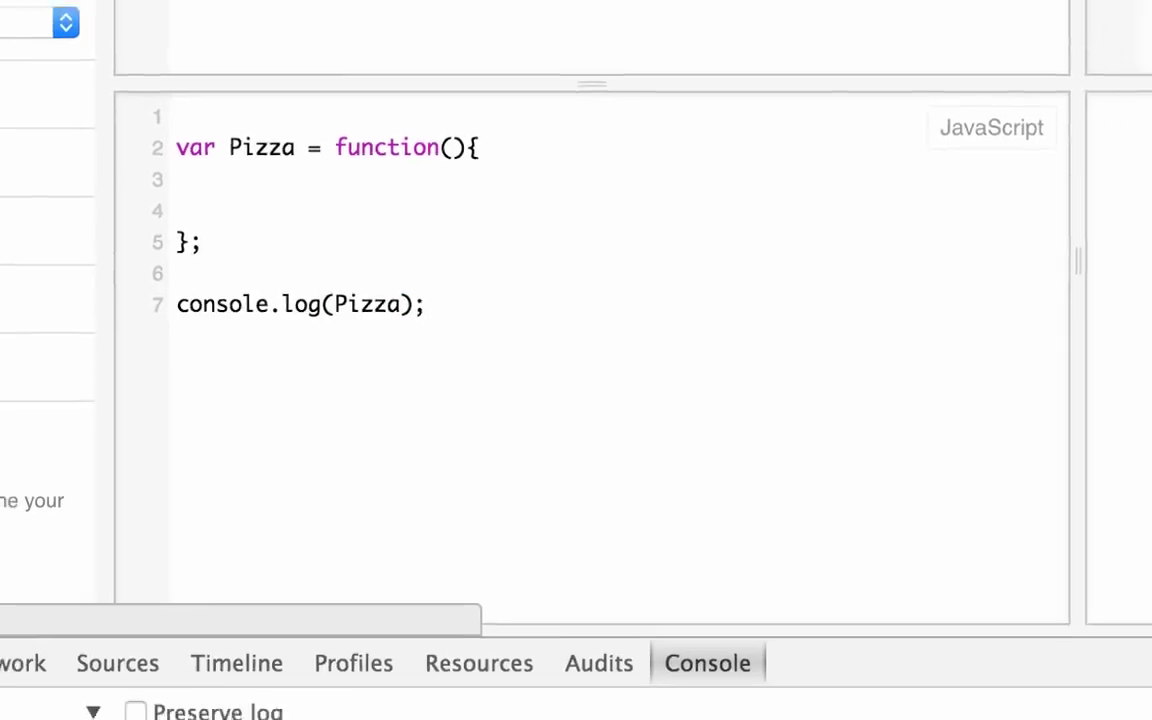 JavaScript
1
2 var Pizza = function(){
3
4
5 };
6
7 console.log(Pizza);
ne your
work Sources Timeline Profiles Resources Audits Console
▼ Preserve log